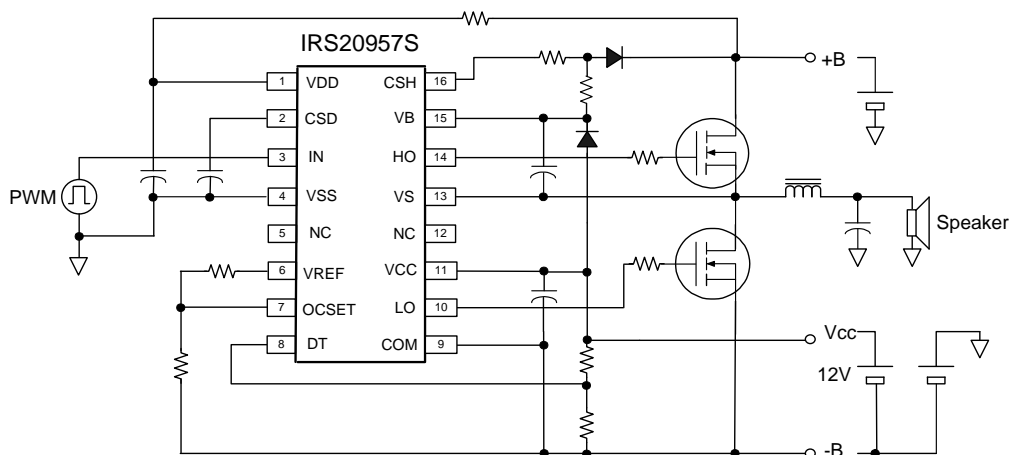 IRS20957S
1 VDD CSH 16
+B
2 CSD VB 15
3 IN HO 14
PWM
4 VSS VS 13
5 NC NC 12
Speaker
6 VREF VCC 11
7 OCSET LO 10
8 DT COM 9
Vcc
12V
-B